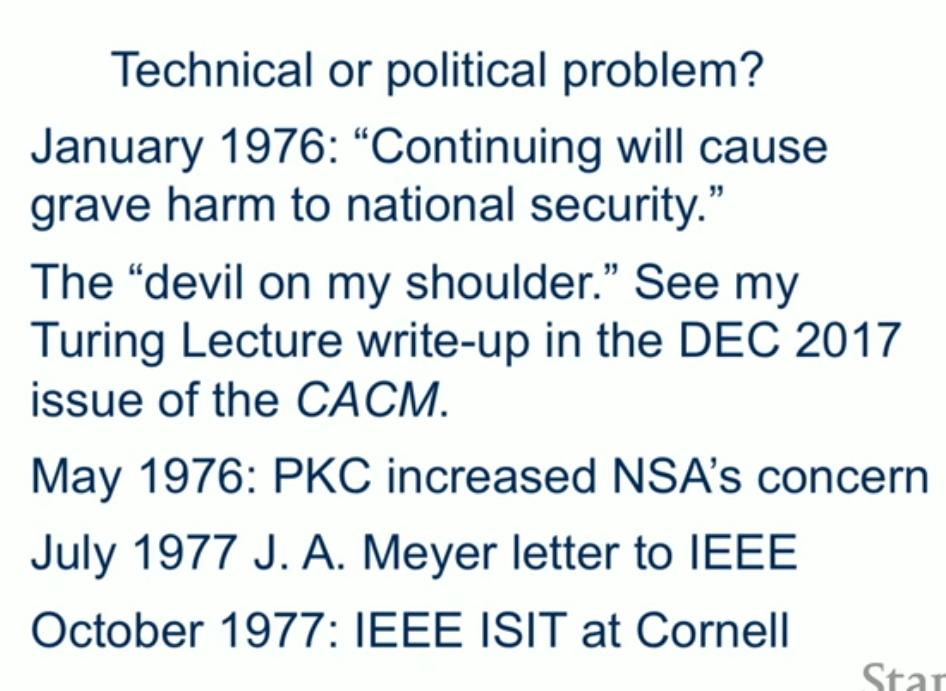 Technical or political problem?
January 1976: “Continuing will cause
grave harm to national security.”
The “devil on my shoulder.” See my
Turing Lecture write-up in the DEC 2017
issue of the CACM.
May 1976: PKC increased NSA’s concern
July 1977 J. A. Meyer letter to IEEE
October 1977: IEEE ISIT at Cornell